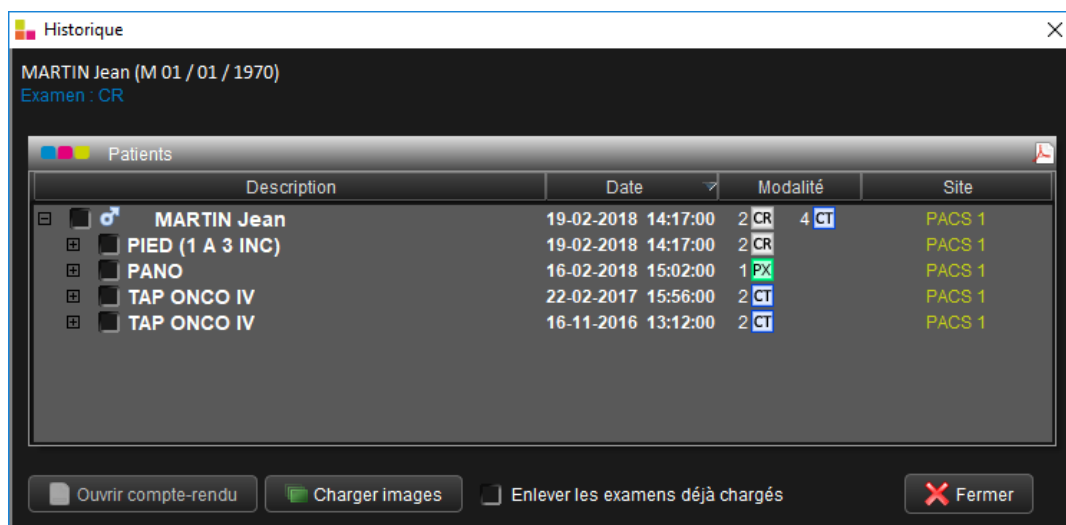 Historique
MARTIN Jean (M 01 / 01 / 1970)
Examen : CR
Patients
Description Date Modalité Site
MARTIN Jean 19-02-2018 14:17:00 2 CR 4 CT PACS 1
PIED (1 A 3 INC) 19-02-2018 14:17:00 2 CR PACS 1
PANO 16-02-2018 15:02:00 1 PX PACS 1
TAP ONCO IV 22-02-2017 15:56:00 2 CT PACS 1
TAP ONCO IV 16-11-2016 13:12:00 2 CT PACS 1
Ouvrir compte-rendu Charger images Enlever les examens déjà chargés Fermer